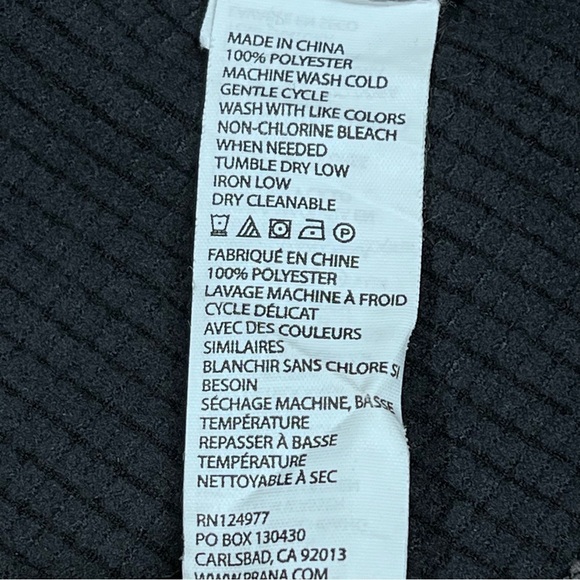 MADE IN CHINA
100% POLYESTER
MACHINE WASH COLD
GENTLE CYCLE
WASH WITH LIKE COLORS
NON-CHLORINE BLEACH
WHEN NEEDED
TUMBLE DRY LOW
IRON LOW
DRY CLEANABLE
P
FABRIQUÉ EN CHINE
100% POLYESTER
LAVAGE MACHINE À FROID
CYCLE DÉLICAT
AVEC DES COULEURS
SIMILAIRES
BLANCHIR SANS CHLORE SI
BESOIN
SÉCHAGE MACHINE, BASSE
TEMPÉRATURE
REPASSER À BASSE
TEMPÉRATURE
NETTOYABLE À SEC
RN124977
PO BOX 130430
CARLSBAD, CA 92013
WWW.PRANA.COM